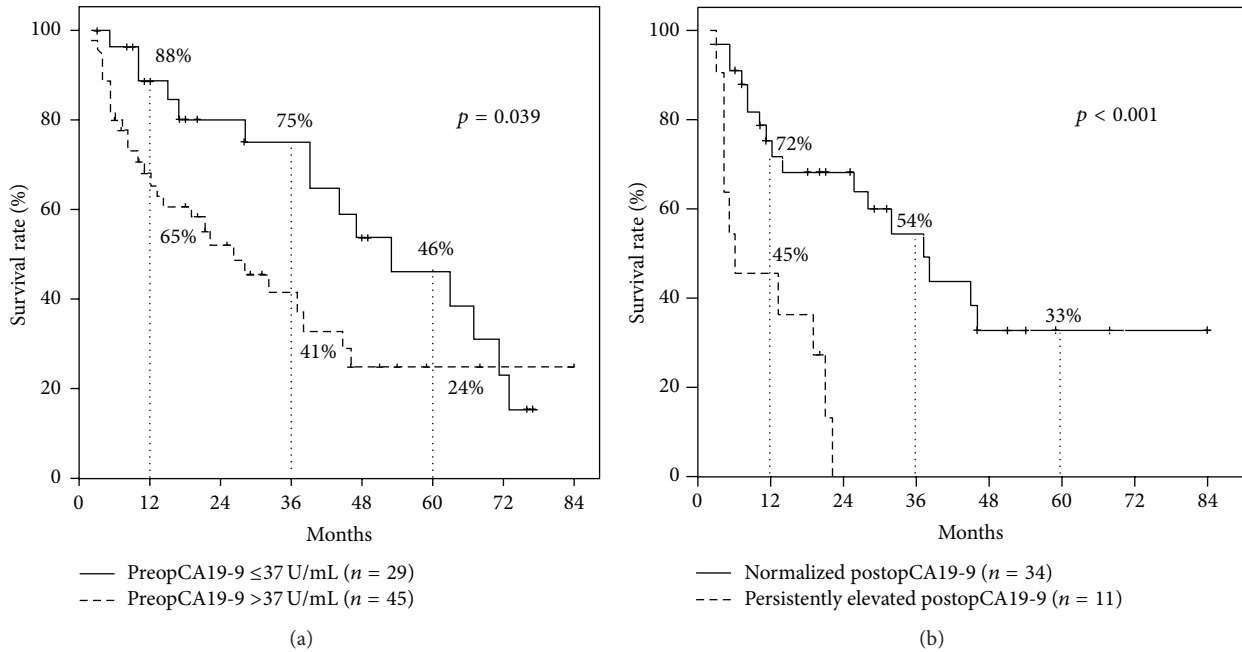 100
80
60
40
20
0
Survival rate (%)
88%
75%
46%
65%
41%
24%
p = 0.039
0 12 24 36 48 60 72 84
Months
PreopCA19-9 ≤37 U/mL (n = 29)
PreopCA19-9 >37 U/mL (n = 45)
(a)
100
80
60
40
20
0
Survival rate (%)
72%
54%
45%
33%
p < 0.001
0 12 24 36 48 60 72 84
Months
Normalized postopCA19-9 (n = 34)
Persistently elevated postopCA19-9 (n = 11)
(b)